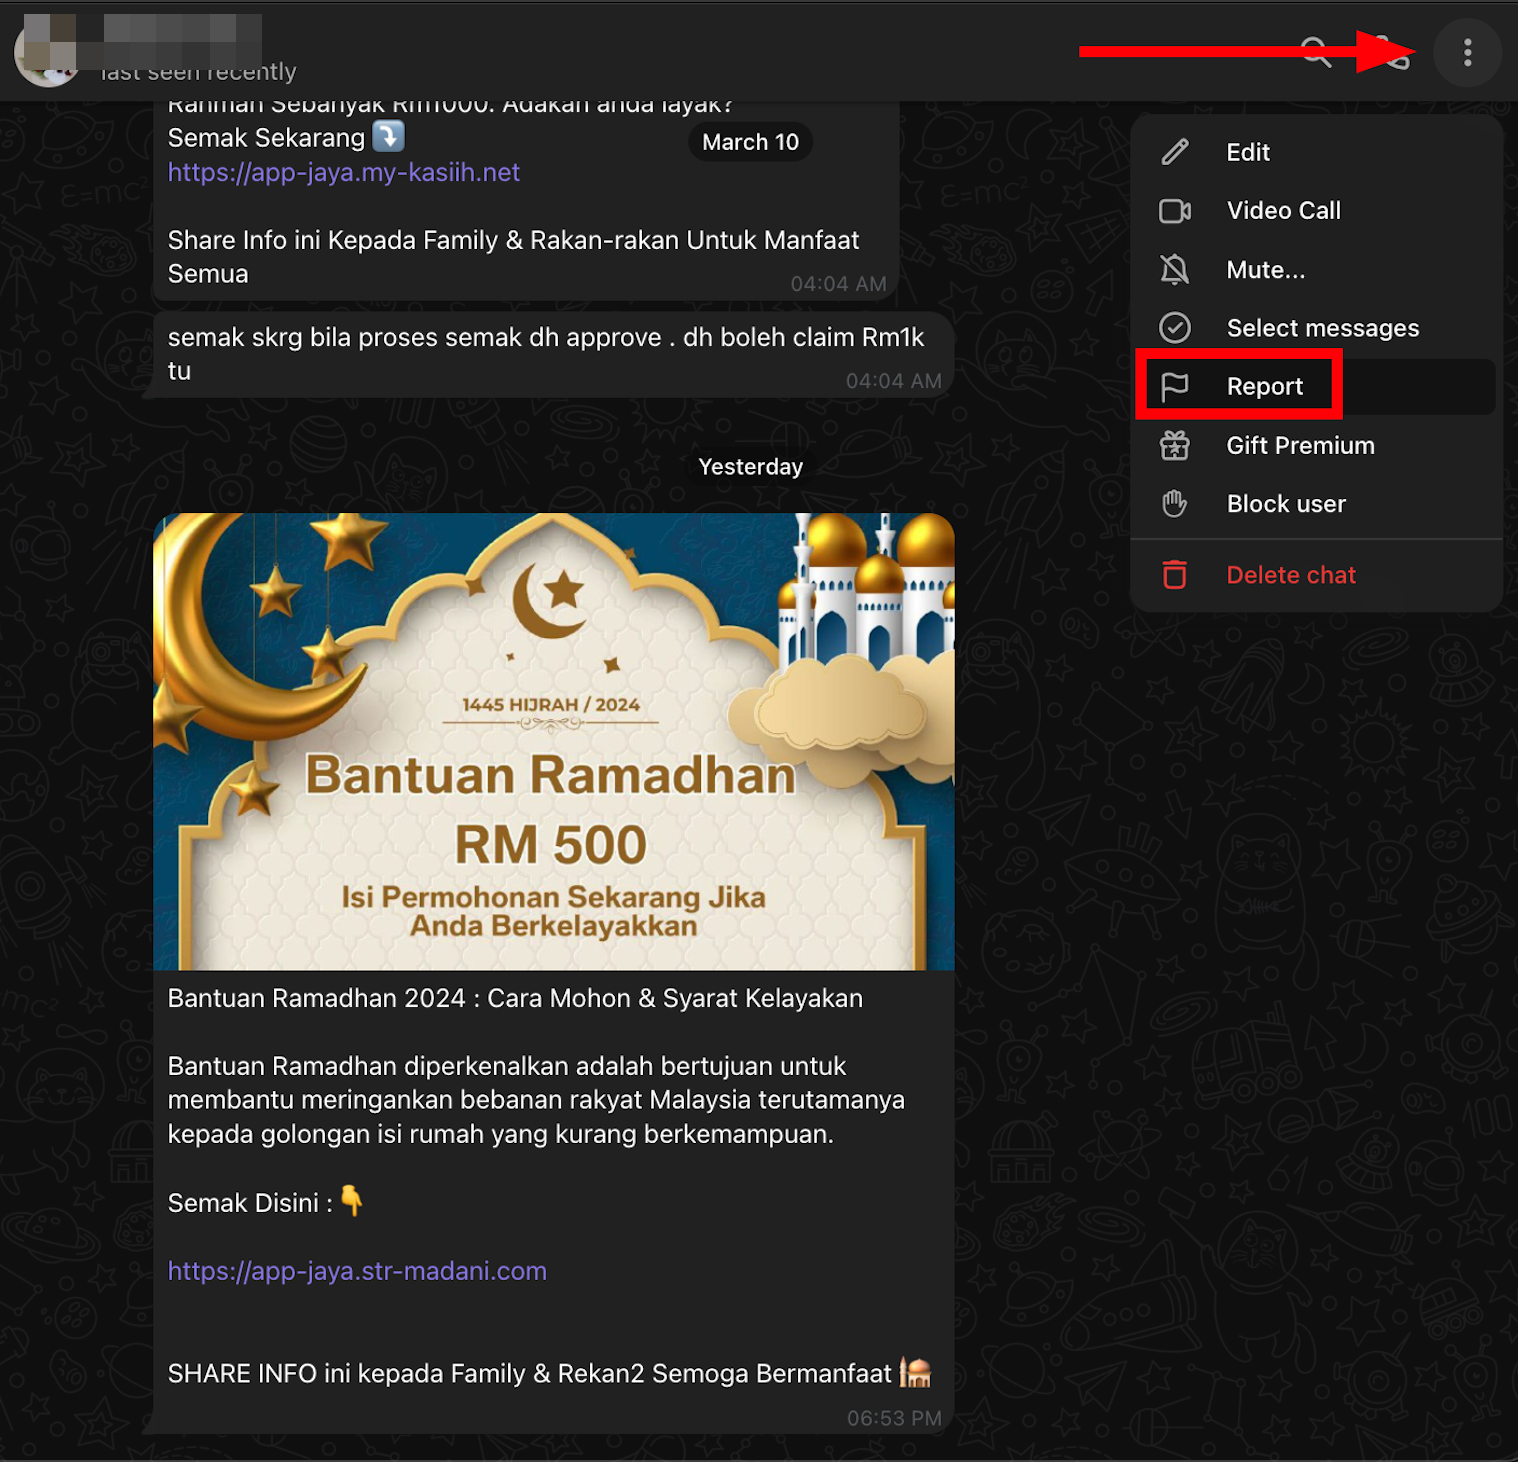 last seen recently
Rahman Sebanyak Rm1000. Adakah anda layak?
Semak Sekarang ⤵️
March 10
https://app-jaya.my-kasiih.net
Share Info ini Kepada Family & Rakan-rakan Untuk Manfaat
Semua
04:04 AM
semak skrg bila proses semak dh approve . dh boleh claim Rm1k
tu
04:04 AM
Yesterday
1445 HIJRAH / 2024
Bantuan Ramadhan
RM 500
Isi Permohonan Sekarang Jika
Anda Berkelayakkan
Bantuan Ramadhan 2024 : Cara Mohon & Syarat Kelayakan
Bantuan Ramadhan diperkenalkan adalah bertujuan untuk
membantu meringankan bebanan rakyat Malaysia terutamanya
kepada golongan isi rumah yang kurang berkemampuan.
Semak Disini : 👇
https://app-jaya.str-madani.com
SHARE INFO ini kepada Family & Rekan2 Semoga Bermanfaat 🕌
06:53 PM
Edit
Video Call
Mute...
Select messages
Report
Gift Premium
Block user
Delete chat